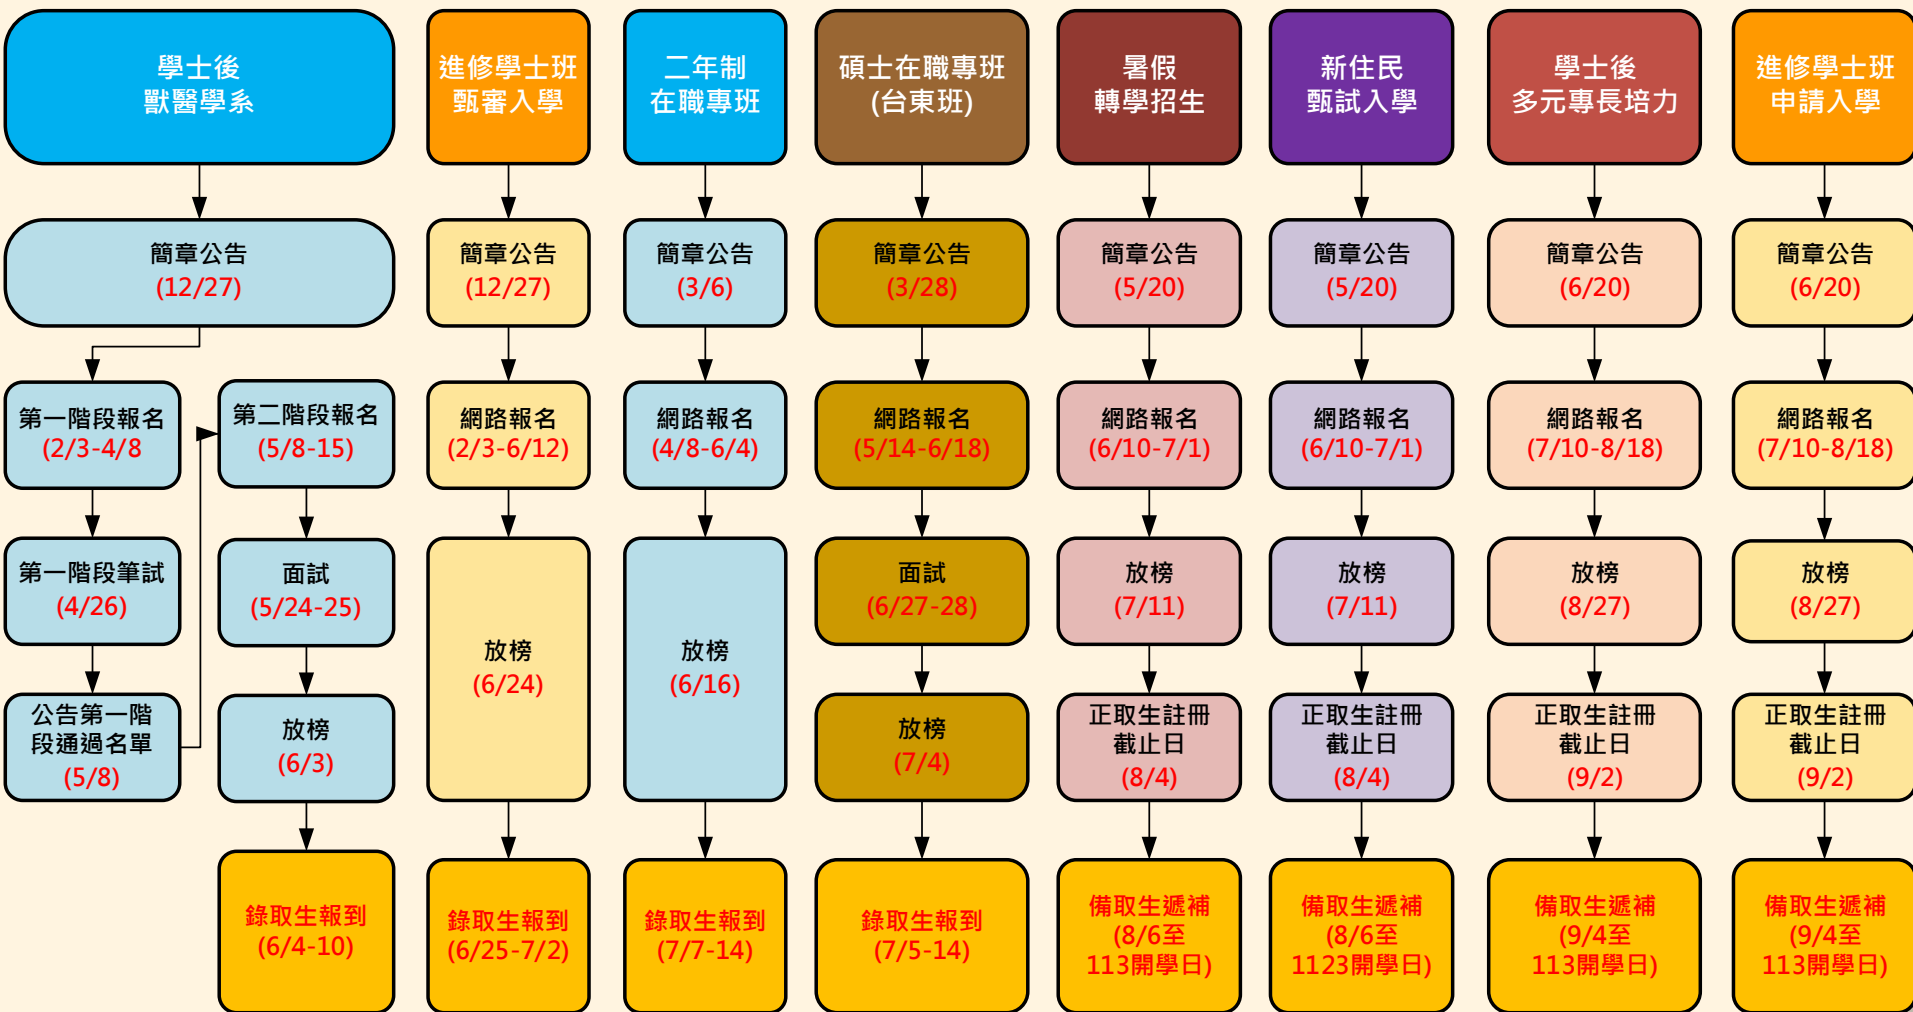 學士後
獸醫學系
簡章公告
(12/27)
第一階段報名
(2/3-4/8
第一階段筆試
(4/26)
公告第一階
段通過名單
(5/8)
第二階段報名
(5/8-15)
面試
(5/24-25)
放榜
(6/3)
錄取生報到
(6/4-10)
進修學士班
甄審入學
簡章公告
(12/27)
網路報名
(2/3-6/12)
放榜
(6/24)
錄取生報到
(6/25-7/2)
二年制
在職專班
簡章公告
(3/6)
網路報名
(4/8-6/4)
放榜
(6/16)
錄取生報到
(7/7-14)
碩士在職專班
(台東班)
簡章公告
(3/28)
網路報名
(5/14-6/18)
面試
(6/27-28)
放榜
(7/4)
錄取生報到
(7/5-14)
暑假
轉學招生
簡章公告
(5/20)
網路報名
(6/10-7/1)
放榜
(7/11)
正取生註冊
截止日
(8/4)
備取生遞補
(8/6至
113開學日)
新住民
甄試入學
簡章公告
(5/20)
網路報名
(6/10-7/1)
放榜
(7/11)
正取生註冊
截止日
(8/4)
備取生遞補
(8/6至
1123開學日)
學士後
多元專長培力
簡章公告
(6/20)
網路報名
(7/10-8/18)
放榜
(8/27)
正取生註冊
截止日
(9/2)
備取生遞補
(9/4至
113開學日)
進修學士班
申請入學
簡章公告
(6/20)
網路報名
(7/10-8/18)
放榜
(8/27)
正取生註冊
截止日
(9/2)
備取生遞補
(9/4至
113開學日)